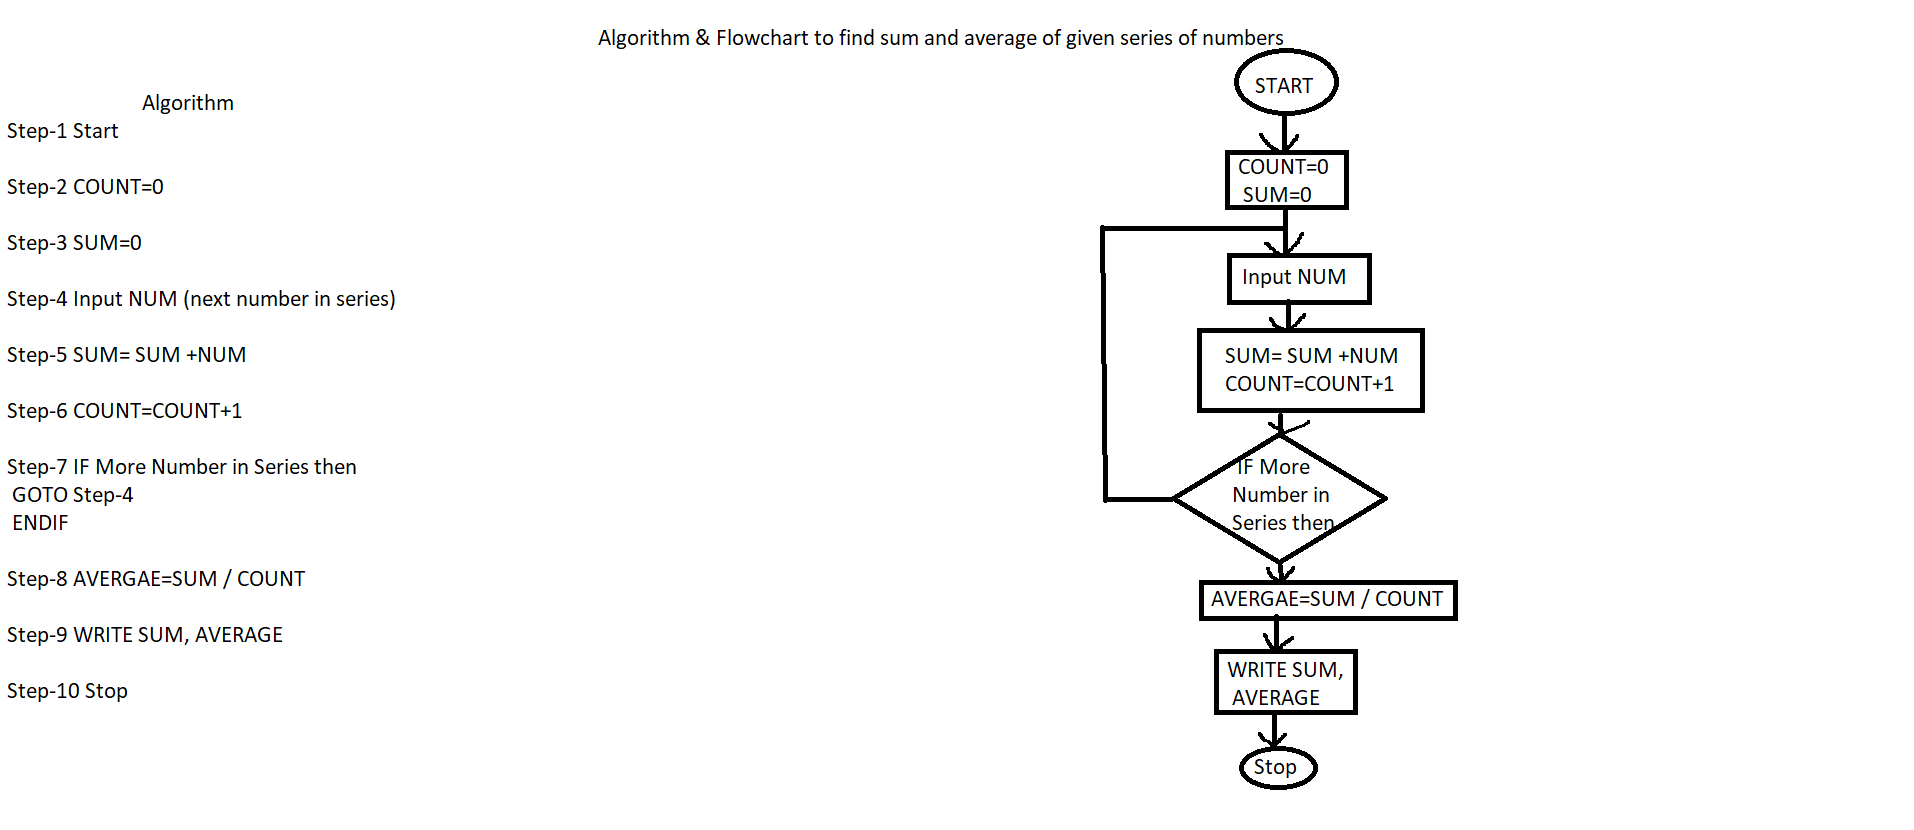 Algorithm & Flowchart to find sum and average of given series of numbers
Algorithm
Step-1 Start
Step-2 COUNT=0
Step-3 SUM=0
Step-4 Input NUM (next number in series)
Step-5 SUM= SUM +NUM
Step-6 COUNT=COUNT+1
Step-7 IF More Number in Series then
GOTO Step-4
ENDIF
Step-8 AVERGAE=SUM / COUNT
Step-9 WRITE SUM, AVERAGE
Step-10 Stop
START
COUNT=0
SUM=0
Input NUM
SUM= SUM +NUM
COUNT=COUNT+1
IF More
Number in
Series then
AVERGAE=SUM / COUNT
WRITE SUM,
AVERAGE
Stop